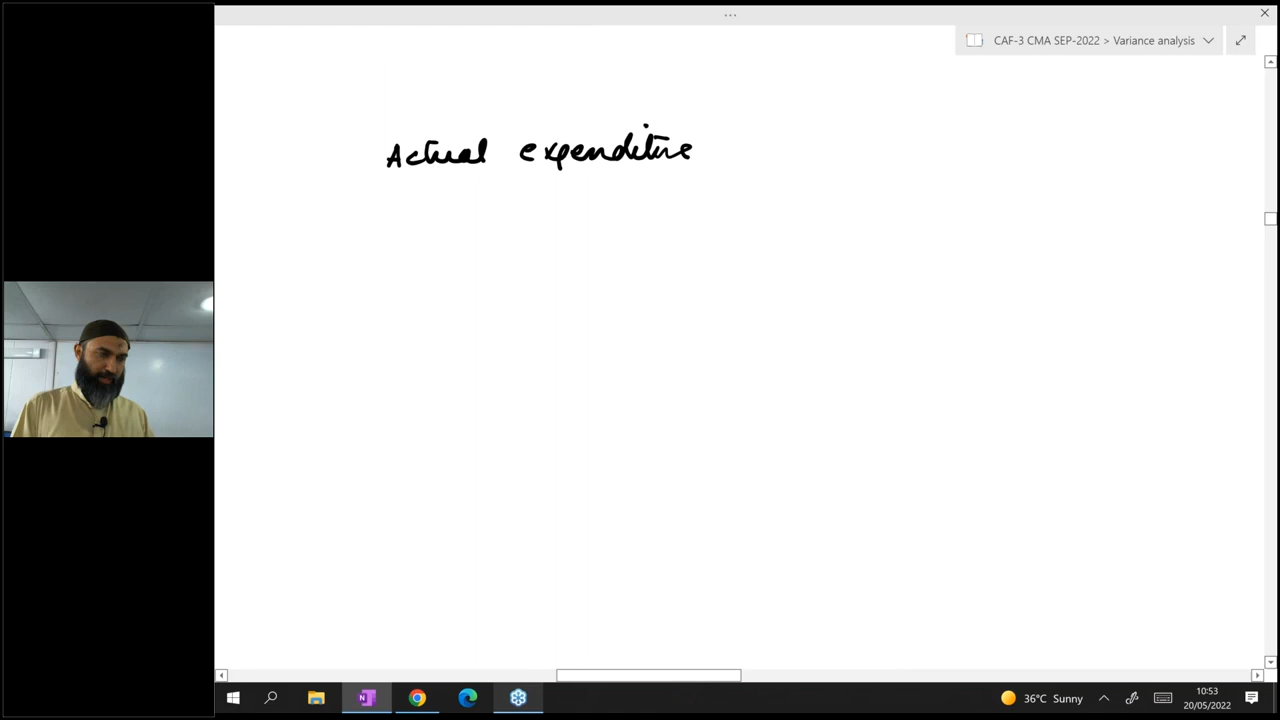 ...
CAF-3 CMA SEP-2022 > Variance analysis
Actual expenditure
36°C Sunny
10:53
20/05/2022